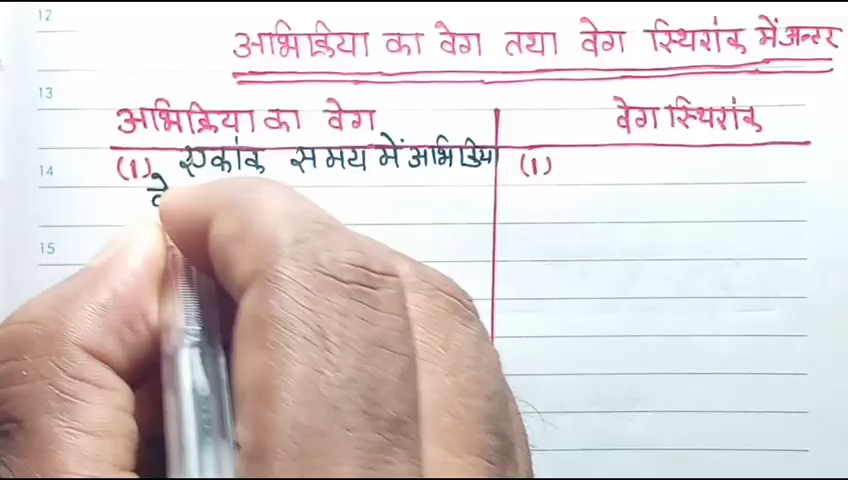 12
अभिक्रिया का वेग तथा वेग स्थिरांक में अन्तर
13
अभिक्रिया का वेग
वेग स्थिरांक
(1) एकांक समय में अभिक्रिया
(1)
14
15